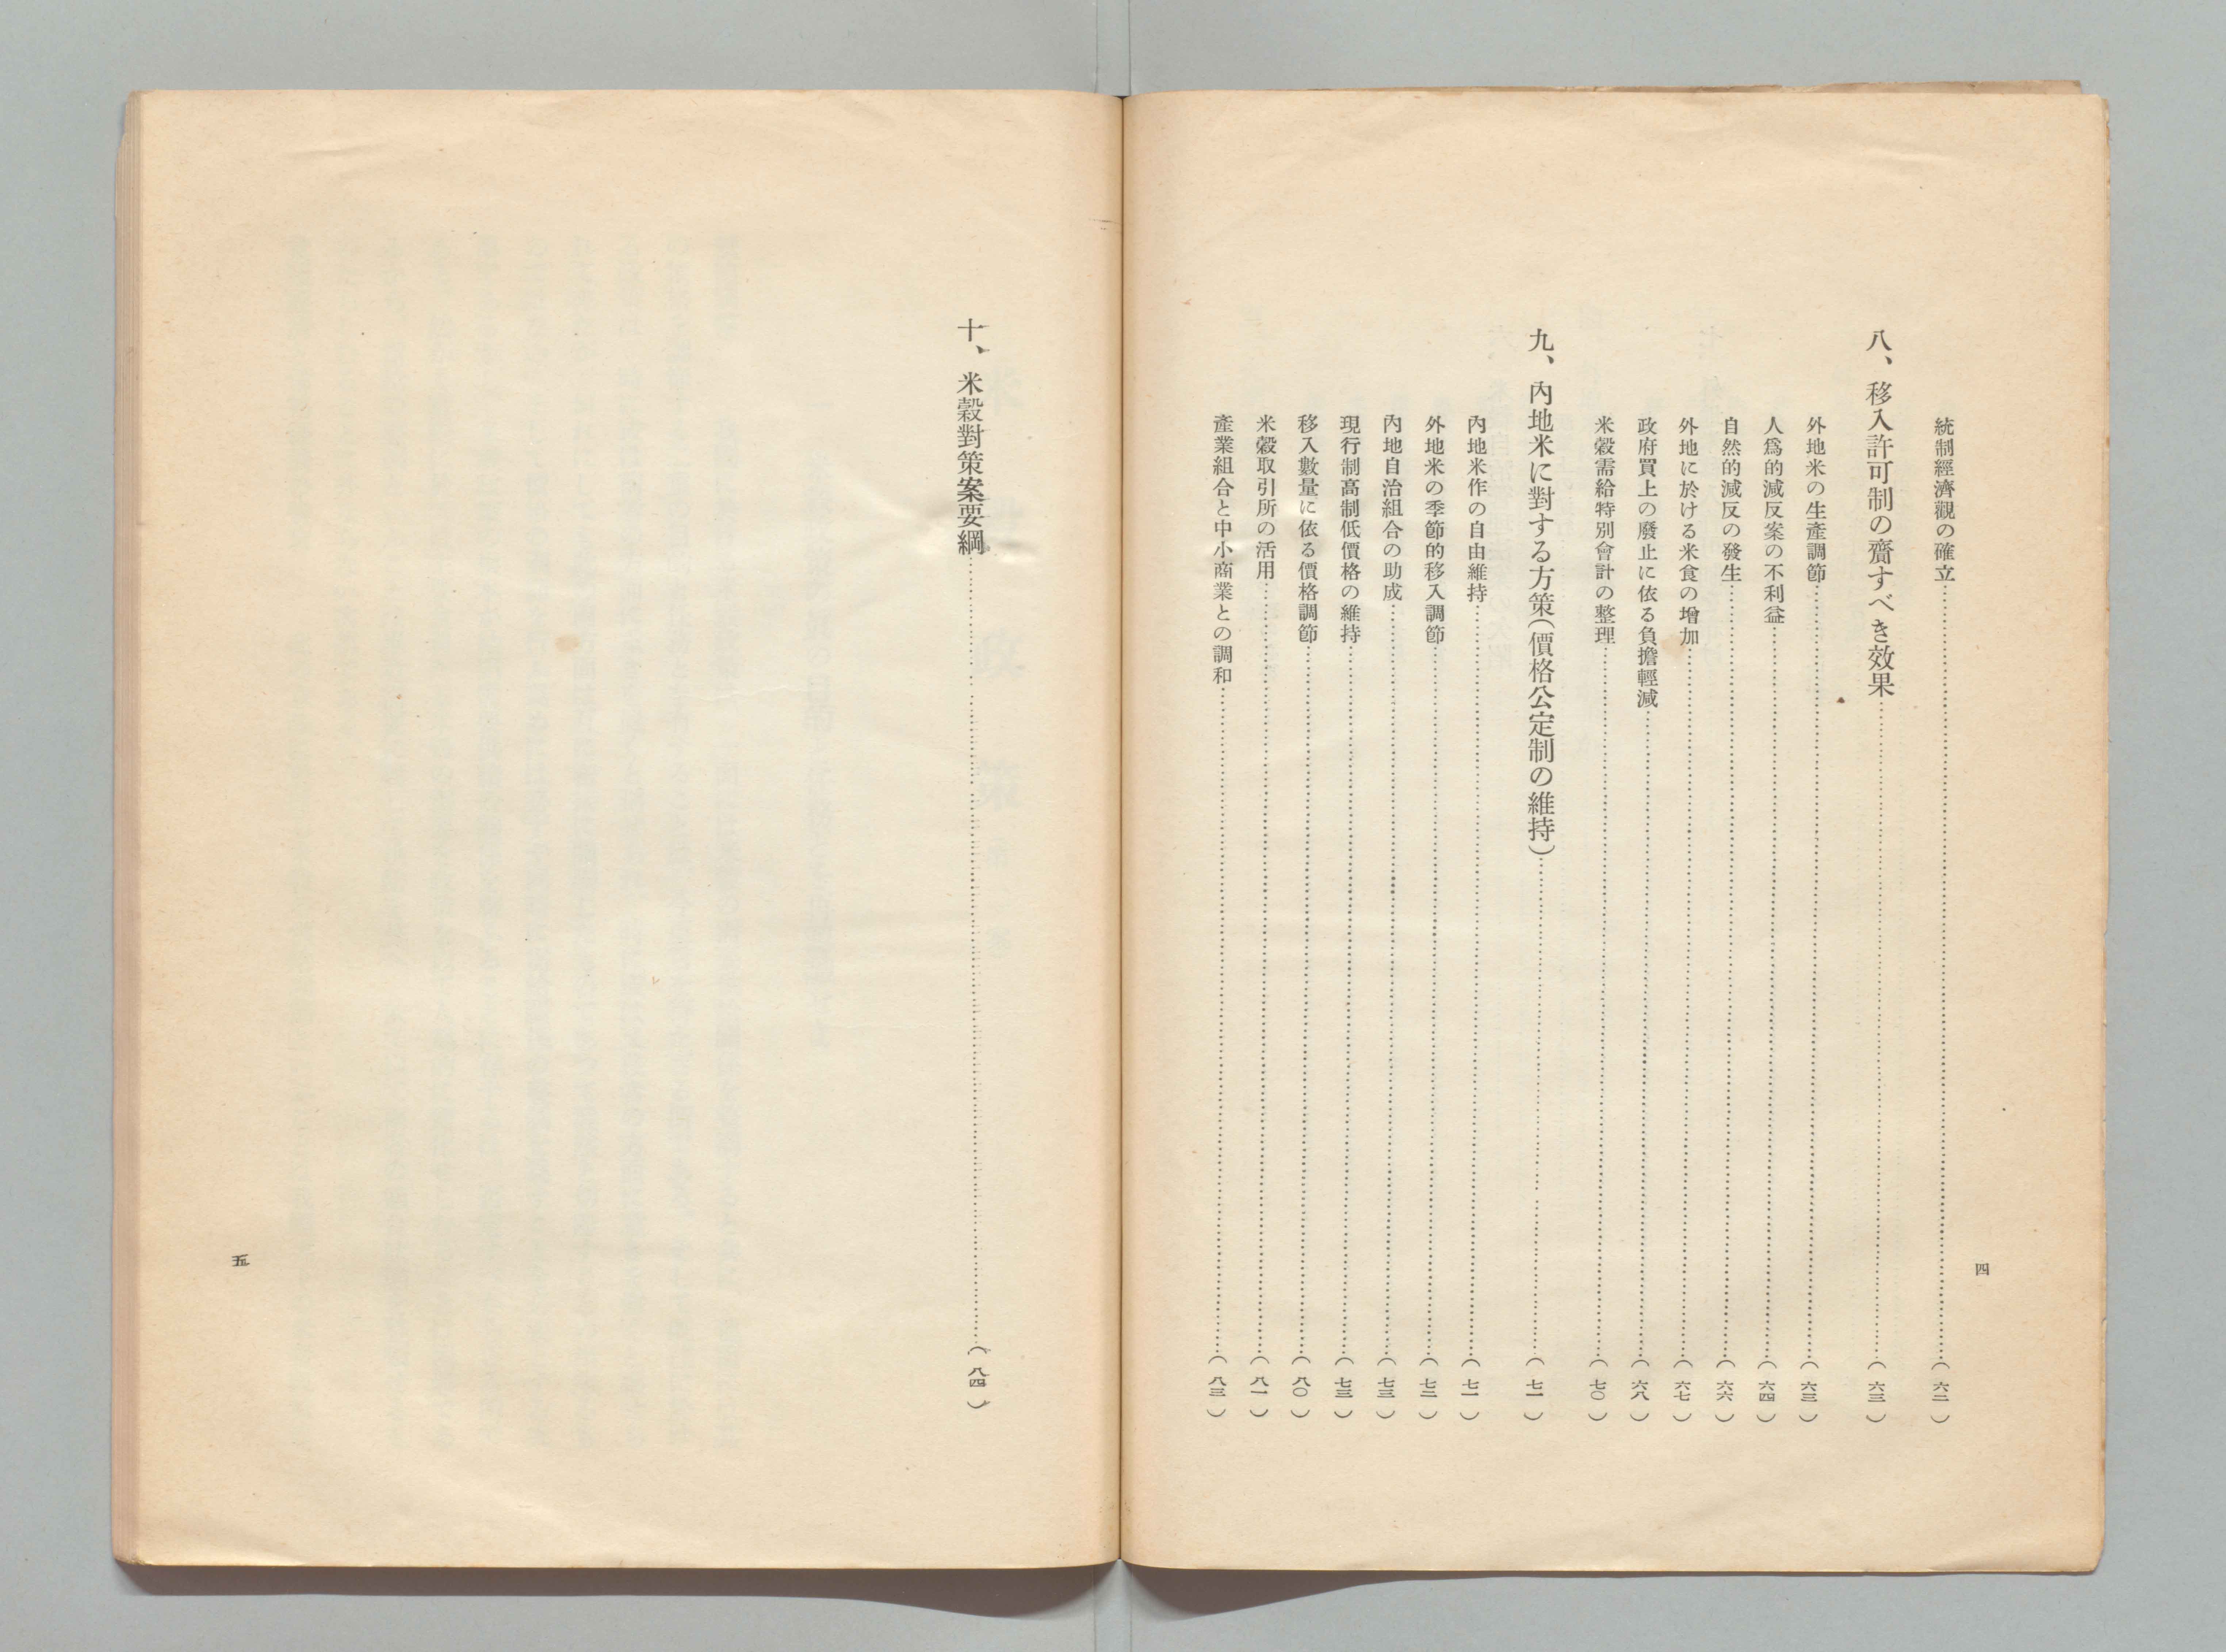 四
統制經濟觀の確立……………………(六二)
八、移入許可制の齎すべき效果……………………(六三)
外地米の生產調節……………………(六三)
人爲的減反案の不利益……………………(六四)
自然的減反の發生……………………(六六)
外地に於ける米食の增加……………………(六七)
政府買上の廢止に依る負擔輕減……………………(六八)
米穀需給特別會計の整理……………………(七〇)
九、內地米に對する方策(價格公定制の維持)……………………(七一)
內地米作の自由維持……………………(七一)
外地米の季節的移入調節……………………(七二)
內地自治組合の助成……………………(七三)
現行制高制低價格の維持……………………(七三)
移入數量に依る價格調節……………………(八〇)
米穀取引所の活用……………………(八一)
產業組合と中小商業との調和……………………(八三)
十、米穀對策案要綱……………………(八四)
五